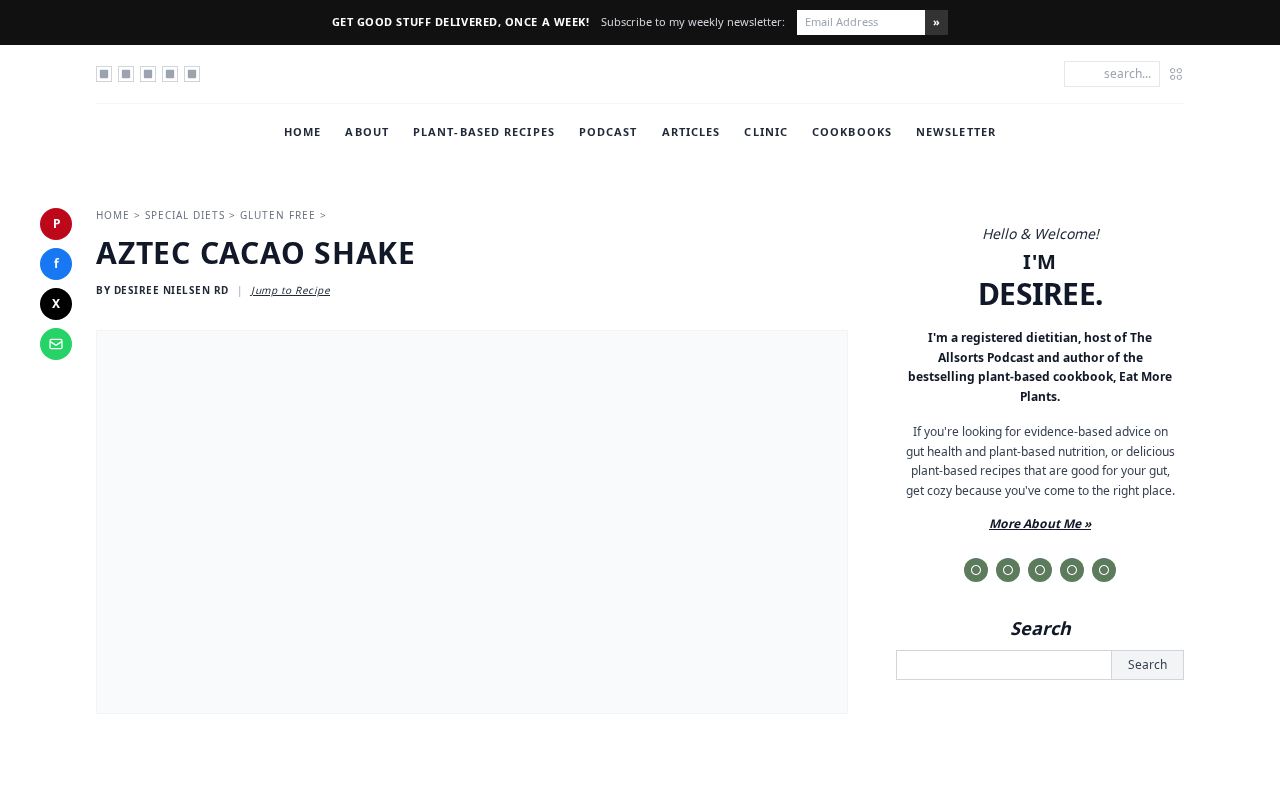 GET GOOD STUFF DELIVERED, ONCE A WEEK! Subscribe to my weekly newsletter: Email Address »
search...
HOME ABOUT PLANT-BASED RECIPES PODCAST ARTICLES CLINIC COOKBOOKS NEWSLETTER
P
f
X
HOME > SPECIAL DIETS > GLUTEN FREE >
AZTEC CACAO SHAKE
BY DESIREE NIELSEN RD | Jump to Recipe
Hello & Welcome!
I'M
DESIREE.
I'm a registered dietitian, host of The
Allsorts Podcast and author of the
bestselling plant-based cookbook, Eat More
Plants.
If you're looking for evidence-based advice on
gut health and plant-based nutrition, or delicious
plant-based recipes that are good for your gut,
get cozy because you've come to the right place.
More About Me »
Search
Search